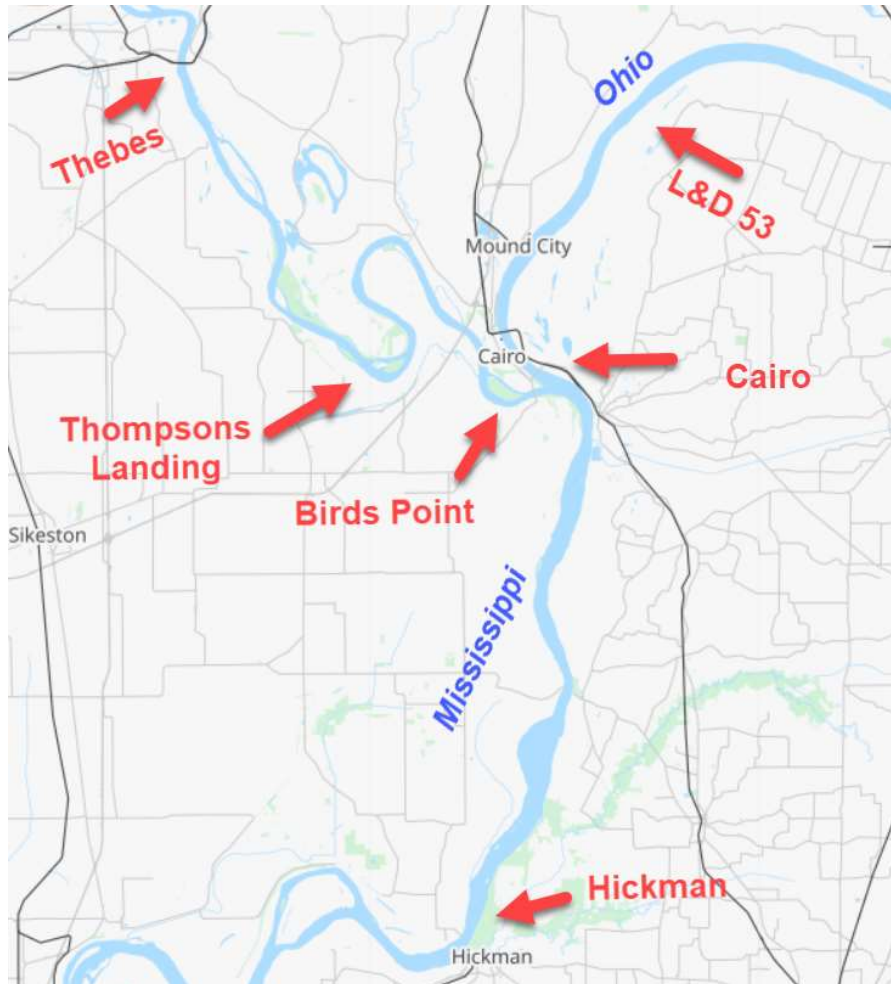 Ohio
Thebes
L&D 53
Mound City
Cairo
Cairo
Thompsons
Landing
Birds Point
Sikeston
Mississippi
Hickman
Hickman